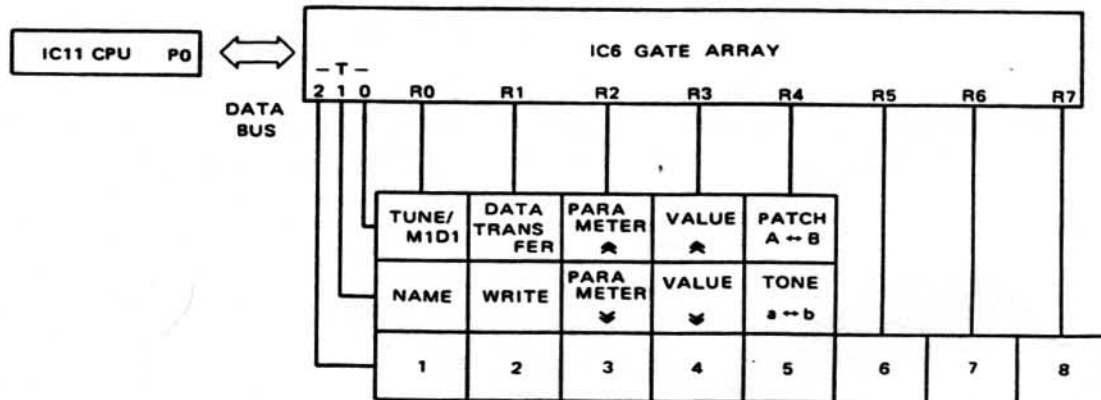 IC11 CPU P0
DATA BUS
IC6 GATE ARRAY
– T –
2 1 0 R0 R1 R2 R3 R4 R5 R6 R7
TUNE/
M1D1
DATA
TRANS
FER
PARA
METER
︽
VALUE
︽
PATCH
A ↔ B
NAME
WRITE
PARA
METER
︾
VALUE
︾
TONE
a ↔ b
1 2 3 4 5 6 7 8